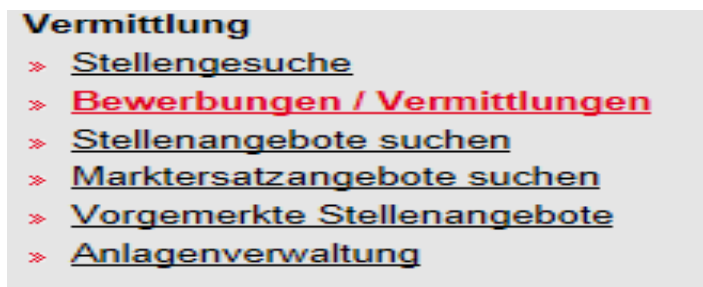 Vermittlung
» Stellengesuche
» Bewerbungen / Vermittlungen
» Stellenangebote suchen
» Marktersatzangebote suchen
» Vorgemerkte Stellenangebote
» Anlagenverwaltung